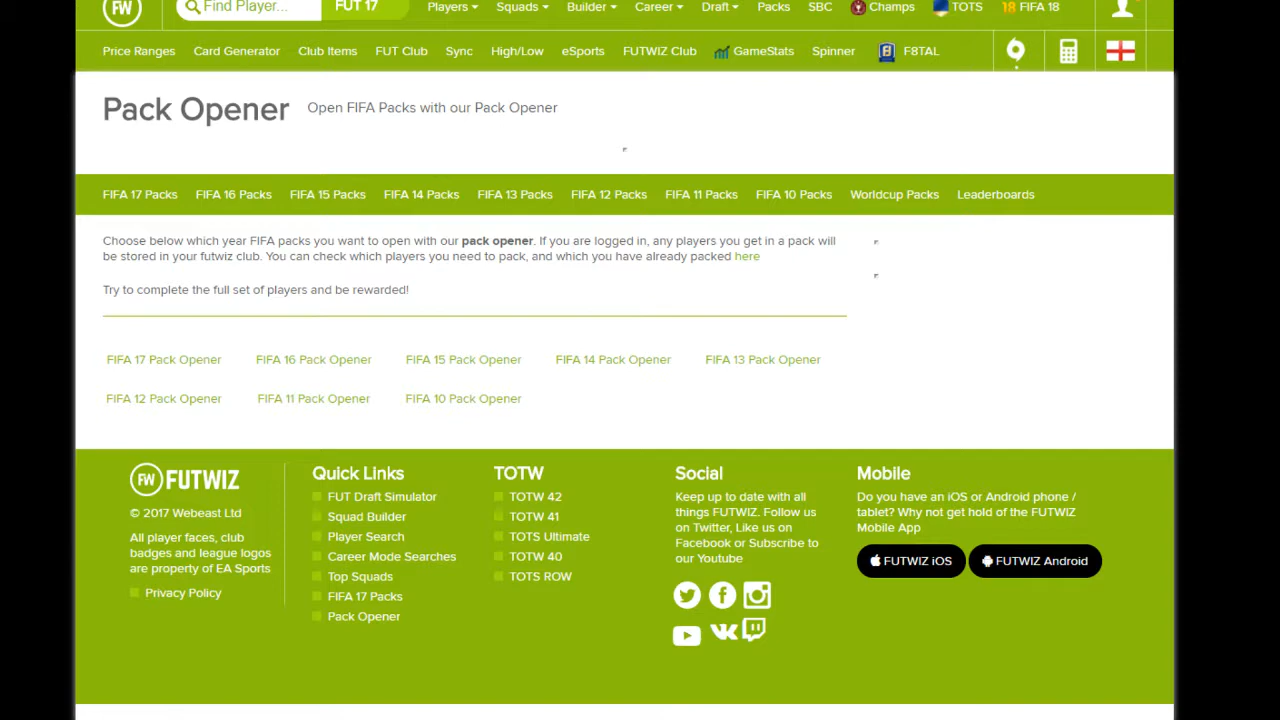 FW Find Player... FUT 17 Players Squads Builder Career Draft Packs SBC Champs TOTS 18 FIFA 18
Price Ranges Card Generator Club Items FUT Club Sync High/Low eSports FUTWIZ Club GameStats Spinner F8TAL
Pack Opener Open FIFA Packs with our Pack Opener
FIFA 17 Packs FIFA 16 Packs FIFA 15 Packs FIFA 14 Packs FIFA 13 Packs FIFA 12 Packs FIFA 11 Packs FIFA 10 Packs Worldcup Packs Leaderboards
Choose below which year FIFA packs you want to open with our pack opener. If you are logged in, any players you get in a pack will
be stored in your futwiz club. You can check which players you need to pack, and which you have already packed here
Try to complete the full set of players and be rewarded!
FIFA 17 Pack Opener FIFA 16 Pack Opener FIFA 15 Pack Opener FIFA 14 Pack Opener FIFA 13 Pack Opener
FIFA 12 Pack Opener FIFA 11 Pack Opener FIFA 10 Pack Opener
FW FUTWIZ
© 2017 Webeast Ltd
All player faces, club
badges and league logos
are property of EA Sports
Privacy Policy
Quick Links
FUT Draft Simulator
Squad Builder
Player Search
Career Mode Searches
Top Squads
FIFA 17 Packs
Pack Opener
TOTW
TOTW 42
TOTW 41
TOTS Ultimate
TOTW 40
TOTS ROW
Social
Keep up to date with all
things FUTWIZ. Follow us
on Twitter, Like us on
Facebook or Subscribe to
our Youtube
Mobile
Do you have an iOS or Android phone /
tablet? Why not get hold of the FUTWIZ
Mobile App
FUTWIZ iOS FUTWIZ Android